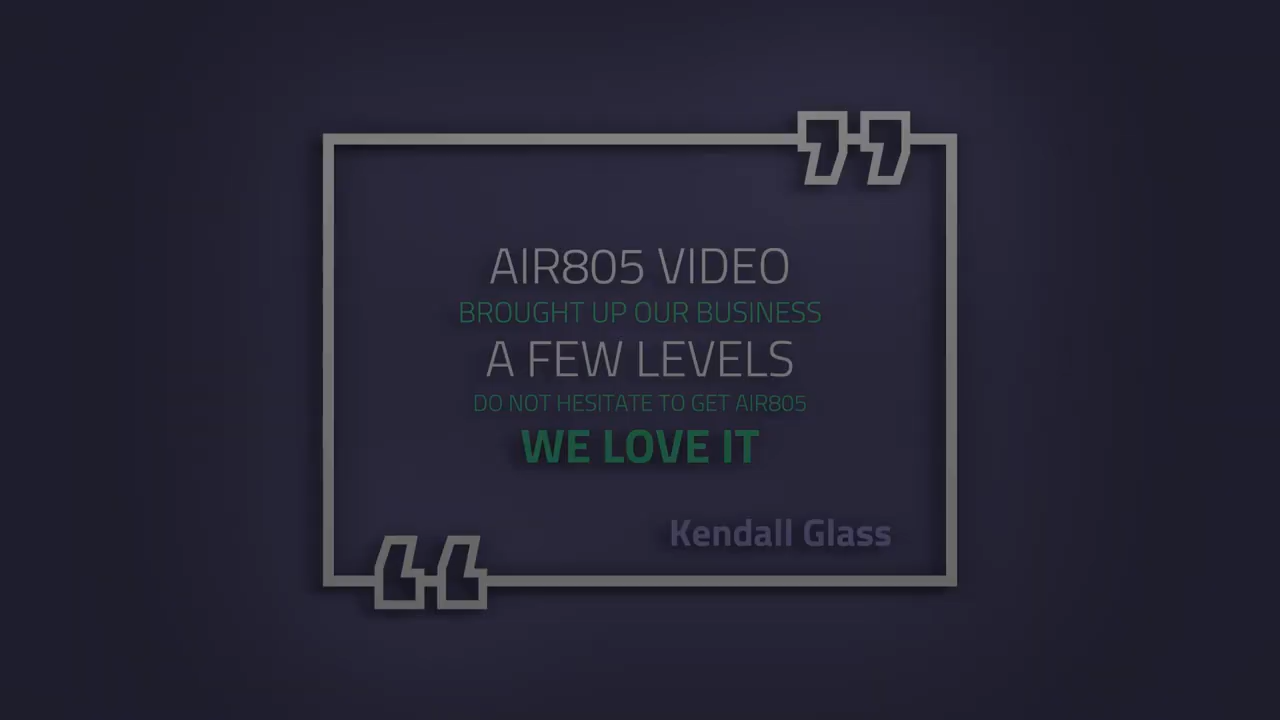 AIR805 VIDEO
BROUGHT UP OUR BUSINESS
A FEW LEVELS
DO NOT HESITATE TO GET AIR805
WE LOVE IT
Kendall Glass